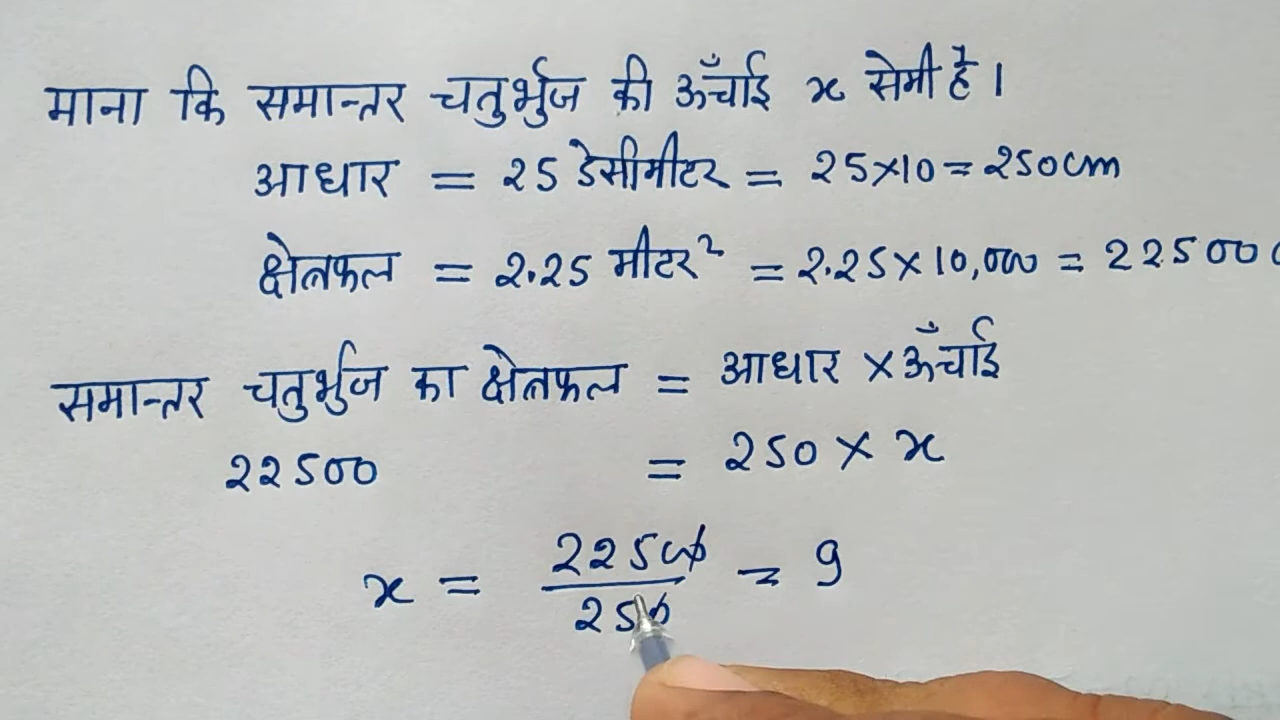 माना कि समान्तर चतुर्भुज की ऊँचाई x सेमी है।
आधार = 25 डेसीमीटर = 25×10 = 250cm
क्षेत्रफल = 2.25 मीटर² = 2.25×10,000 = 22500
समान्तर चतुर्भुज का क्षेत्रफल = आधार × ऊँचाई
22500 = 250 × x
x = 22500/250 = 9